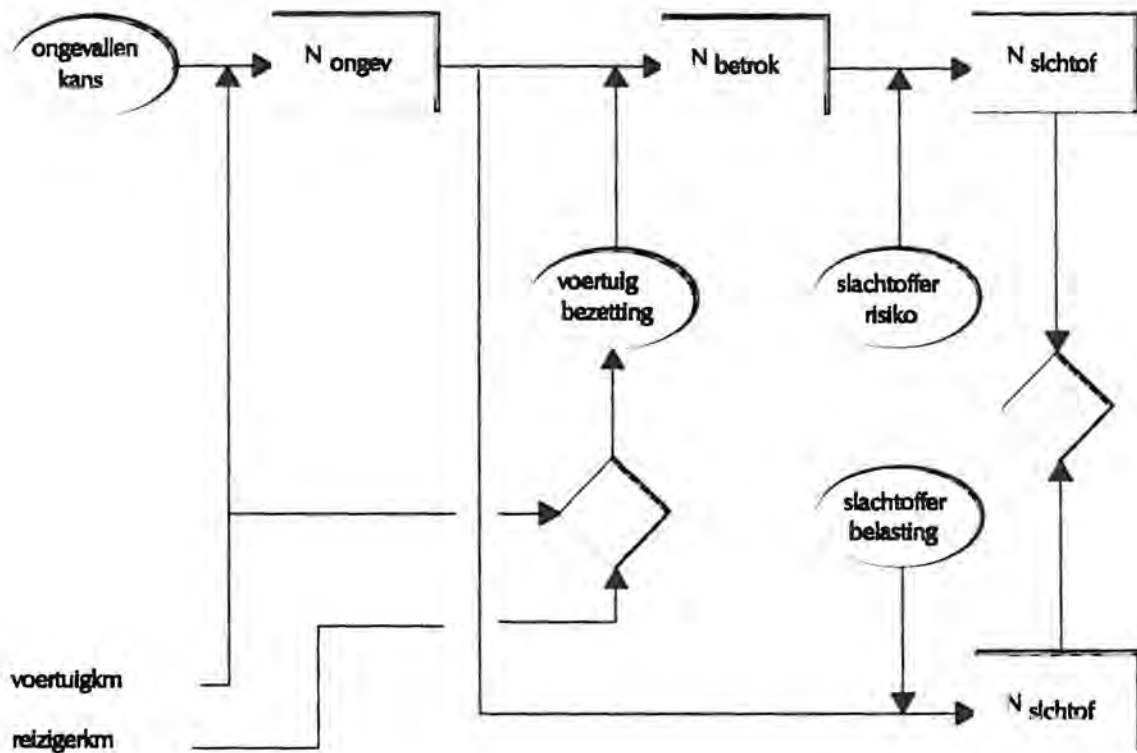 ongevallen
kans
N ongev
N betrok
N slchtof
voertuig
bezetting
slachtoffer
risiko
slachtoffer
belasting
voertuigkm
reizigerkm
N slchtof